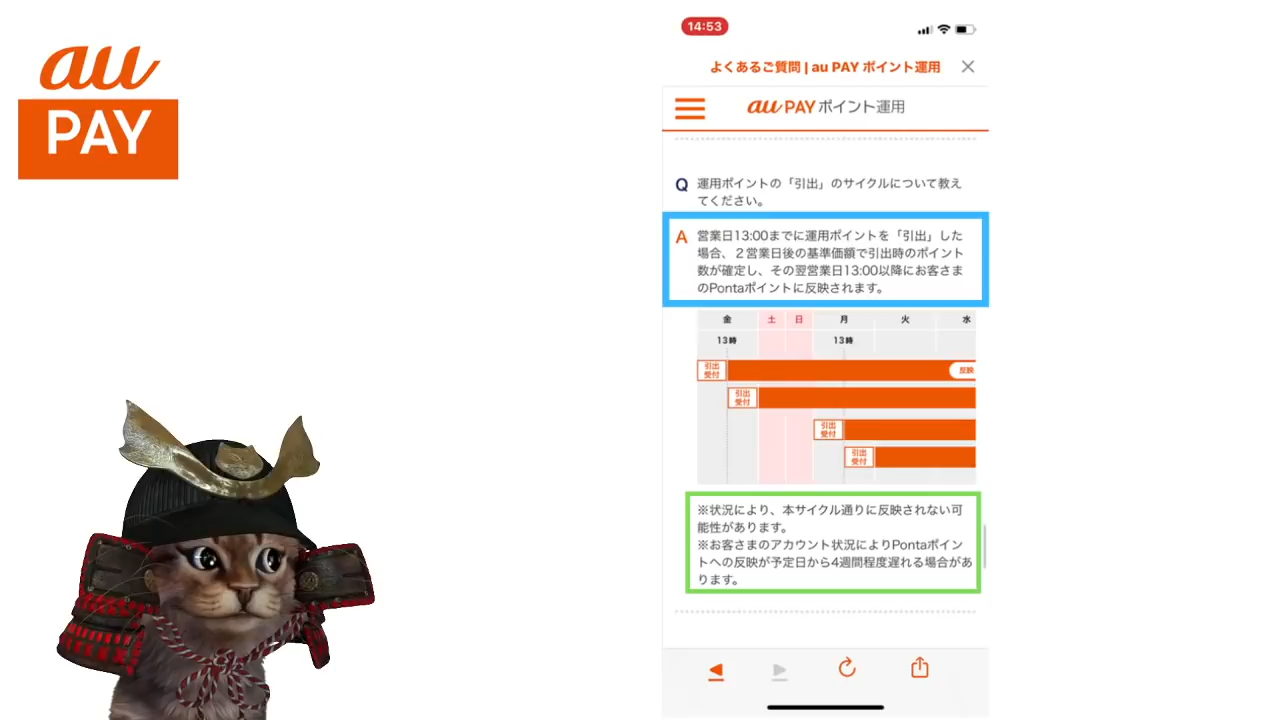 au
PAY
14:53
よくあるご質問 | au PAY ポイント運用
au PAY ポイント運用
Q 運用ポイントの「引出」のサイクルについて教え
てください。
A 営業日13:00までに運用ポイントを「引出」した
場合、２営業日後の基準価額で引出時のポイント
数が確定し、その翌営業日13:00以降にお客さま
のPontaポイントに反映されます。
金 土 日 月 火 水
13時 13時
引出
受付
反映
引出
受付
引出
受付
引出
受付
※状況により、本サイクル通りに反映されない可
能性があります。
※お客さまのアカウント状況によりPontaポイン
トへの反映が予定日から4週間程度遅れる場合があ
ります。